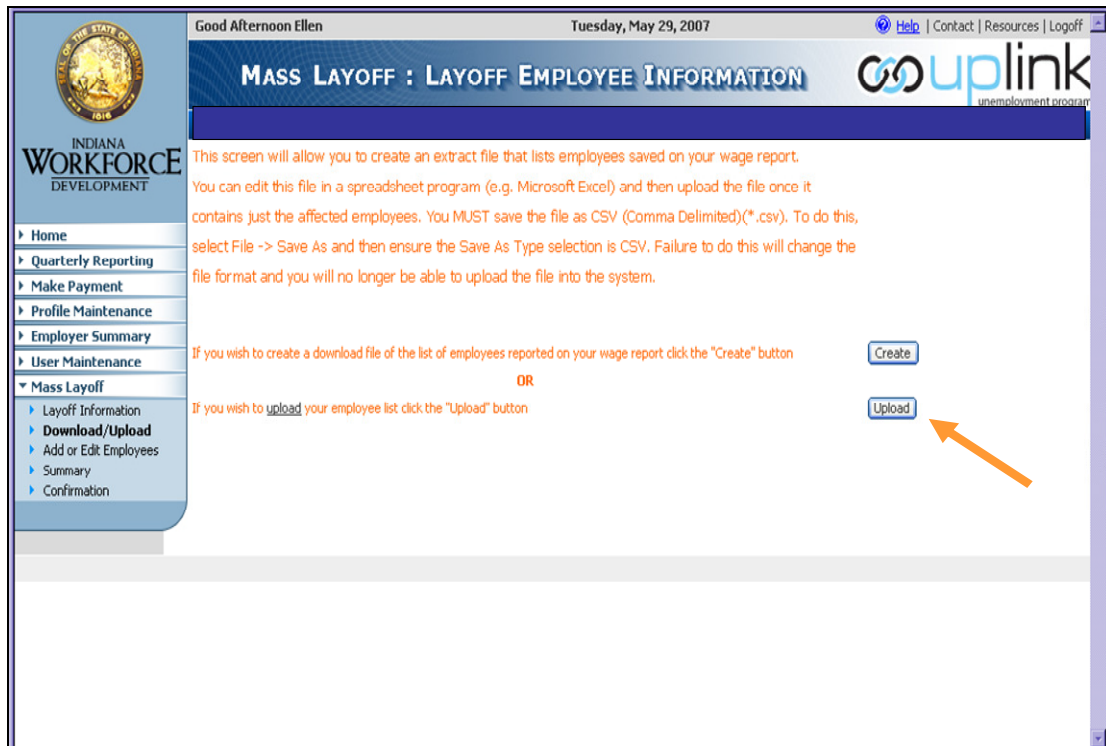 Good Afternoon Ellen
Tuesday, May 29, 2007
Help | Contact | Resources | Logoff
MASS LAYOFF : LAYOFF EMPLOYEE INFORMATION
uplink
unemployment program
1816
INDIANA
WORKFORCE
DEVELOPMENT
Home
Quarterly Reporting
Make Payment
Profile Maintenance
Employer Summary
User Maintenance
Mass Layoff
Layoff Information
Download/Upload
Add or Edit Employees
Summary
Confirmation
This screen will allow you to create an extract file that lists employees saved on your wage report.
You can edit this file in a spreadsheet program (e.g. Microsoft Excel) and then upload the file once it
contains just the affected employees. You MUST save the file as CSV (Comma Delimited)(*.csv). To do this,
select File -> Save As and then ensure the Save As Type selection is CSV. Failure to do this will change the
file format and you will no longer be able to upload the file into the system.
If you wish to create a download file of the list of employees reported on your wage report click the "Create" button
Create
OR
If you wish to upload your employee list click the "Upload" button
Upload